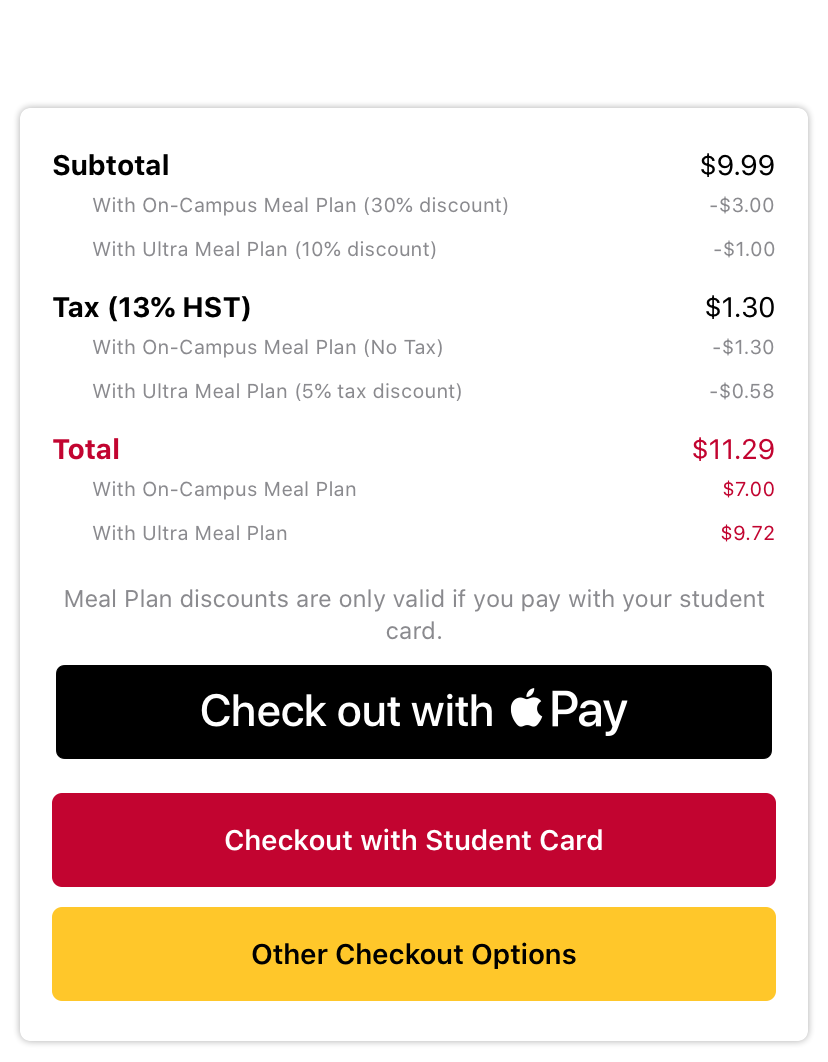 Subtotal $9.99
With On-Campus Meal Plan (30% discount) -$3.00
With Ultra Meal Plan (10% discount) -$1.00
Tax (13% HST) $1.30
With On-Campus Meal Plan (No Tax) -$1.30
With Ultra Meal Plan (5% tax discount) -$0.58
Total $11.29
With On-Campus Meal Plan $7.00
With Ultra Meal Plan $9.72
Meal Plan discounts are only valid if you pay with your student
card.
Check out with Pay
Checkout with Student Card
Other Checkout Options